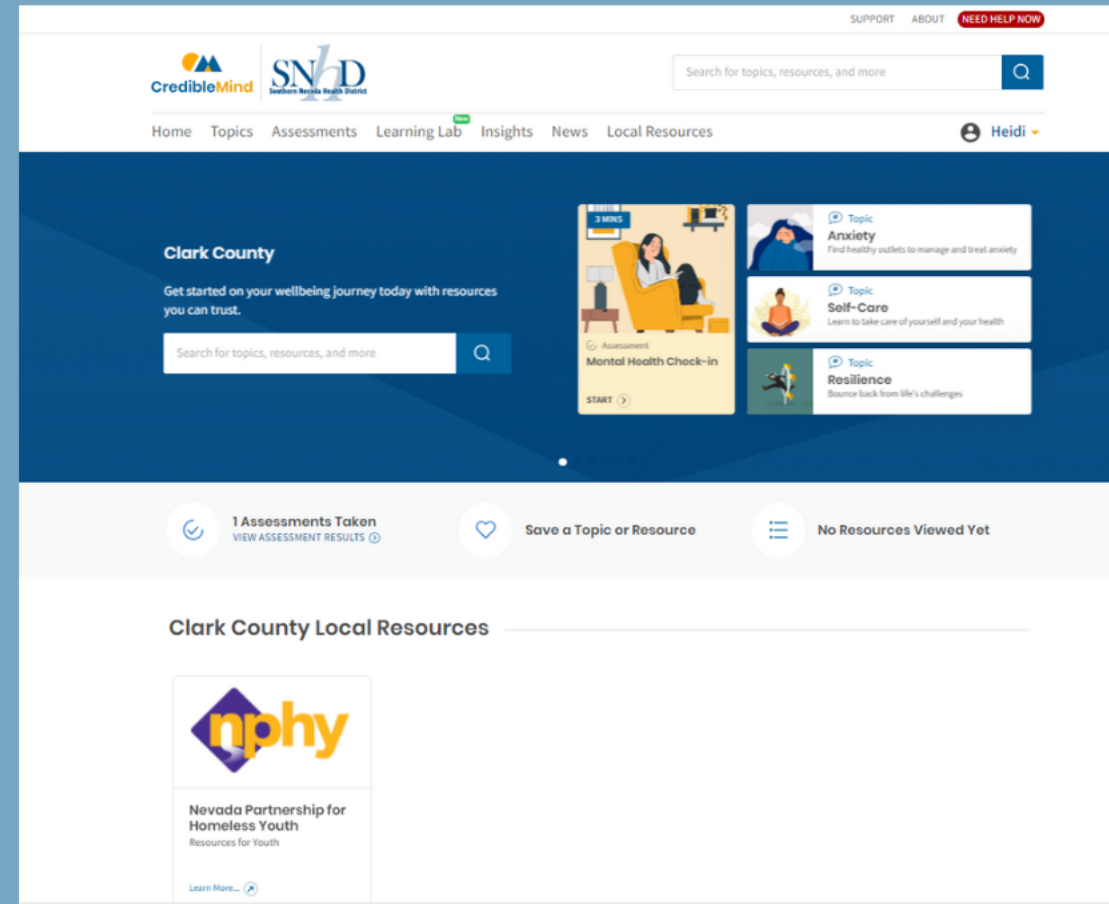 SUPPORT ABOUT NEED HELP NOW
CredibleMind
SNhD
Southern Nevada Health District
Search for topics, resources, and more
New
Home Topics Assessments Learning Lab Insights News Local Resources
Heidi
Clark County
Get started on your wellbeing journey today with resources
you can trust.
Search for topics, resources, and more
3 MINS
Assessment
Mental Health Check-in
START
Topic
Anxiety
Find healthy outlets to manage and treat anxiety
Topic
Self-Care
Learn to take care of yourself and your health
Topic
Resilience
Bounce back from life's challenges
1 Assessments Taken
VIEW ASSESSMENT RESULTS
Save a Topic or Resource
No Resources Viewed Yet
Clark County Local Resources
nphy
Nevada Partnership for
Homeless Youth
Resources for Youth
Learn More...